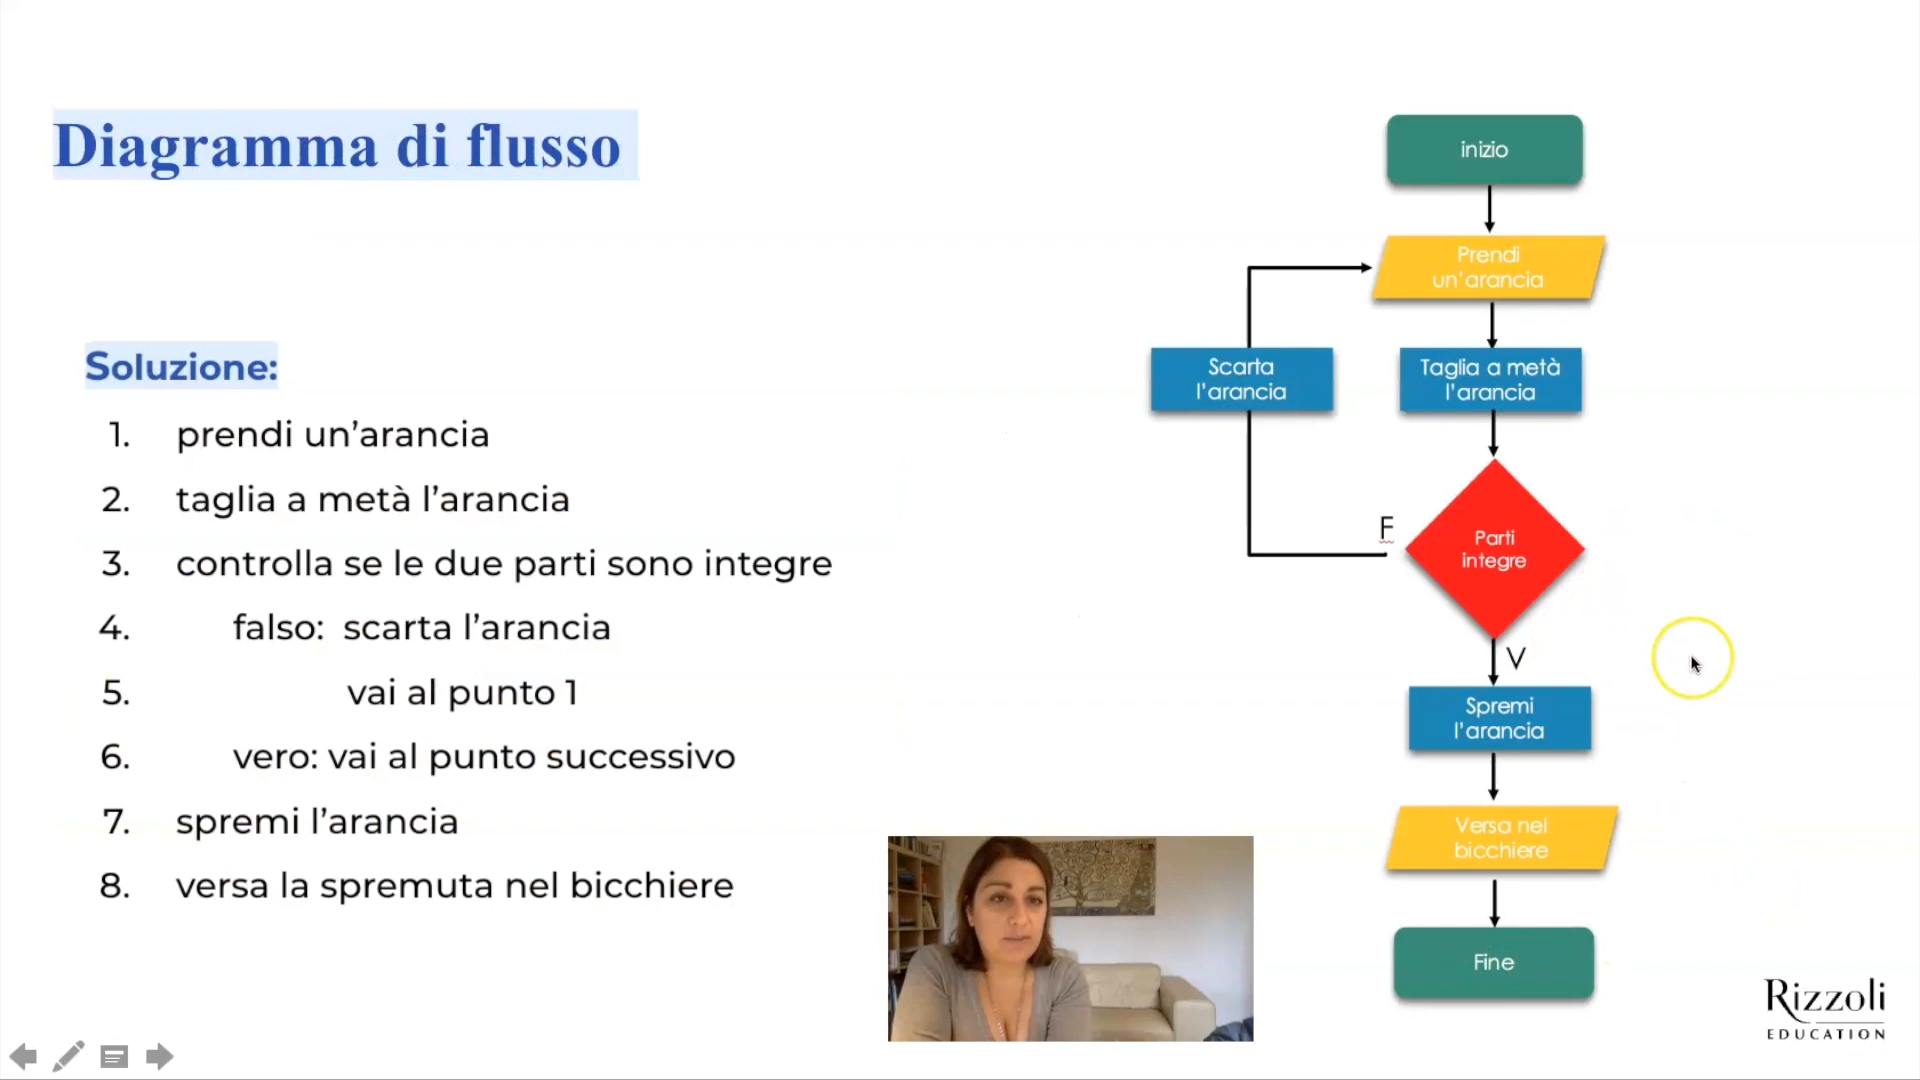 Diagramma di flusso
Soluzione:
1. prendi un'arancia
2. taglia a metà l'arancia
3. controlla se le due parti sono integre
4. falso: scarta l'arancia
5. vai al punto 1
6. vero: vai al punto successivo
7. spremi l'arancia
8. versa la spremuta nel bicchiere
inizio
Prendi
un'arancia
Scarta
l'arancia
Taglia a metà
l'arancia
F
Parti
integre
V
Spremi
l'arancia
Versa nel
bicchiere
Fine
Rizzoli
EDUCATION